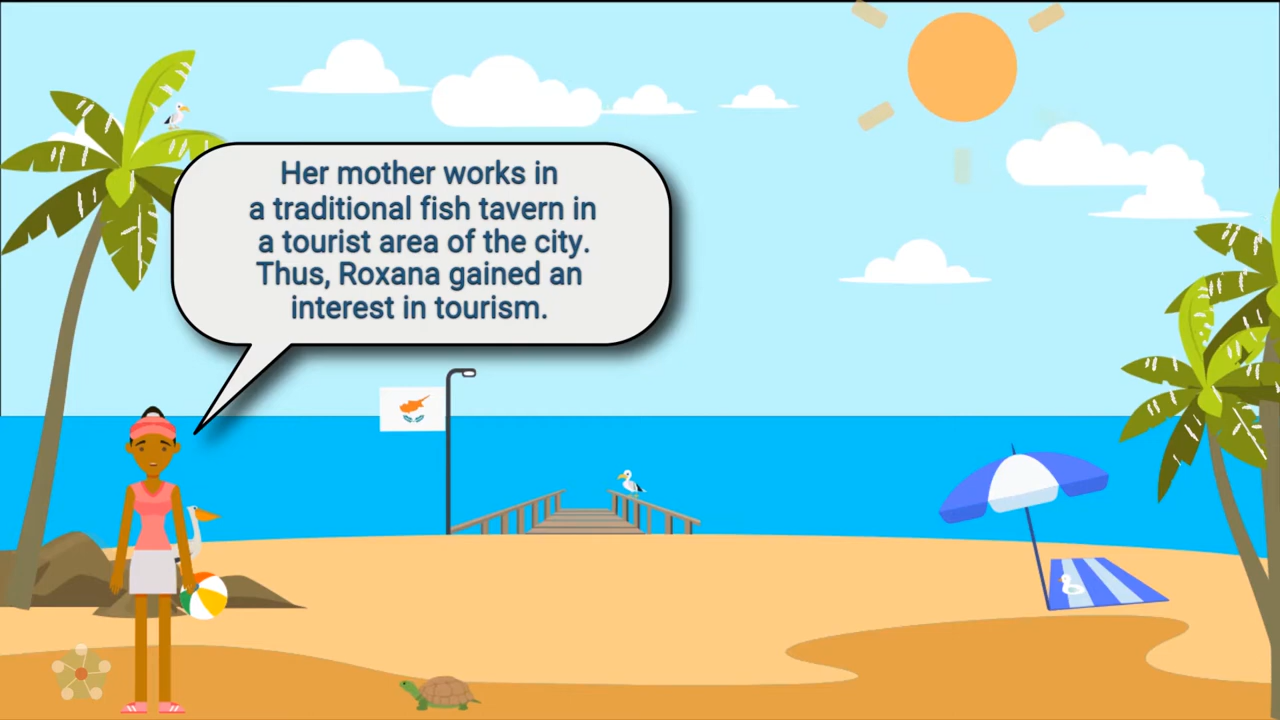 Her mother works in
a traditional fish tavern in
a tourist area of the city.
Thus, Roxana gained an
interest in tourism.